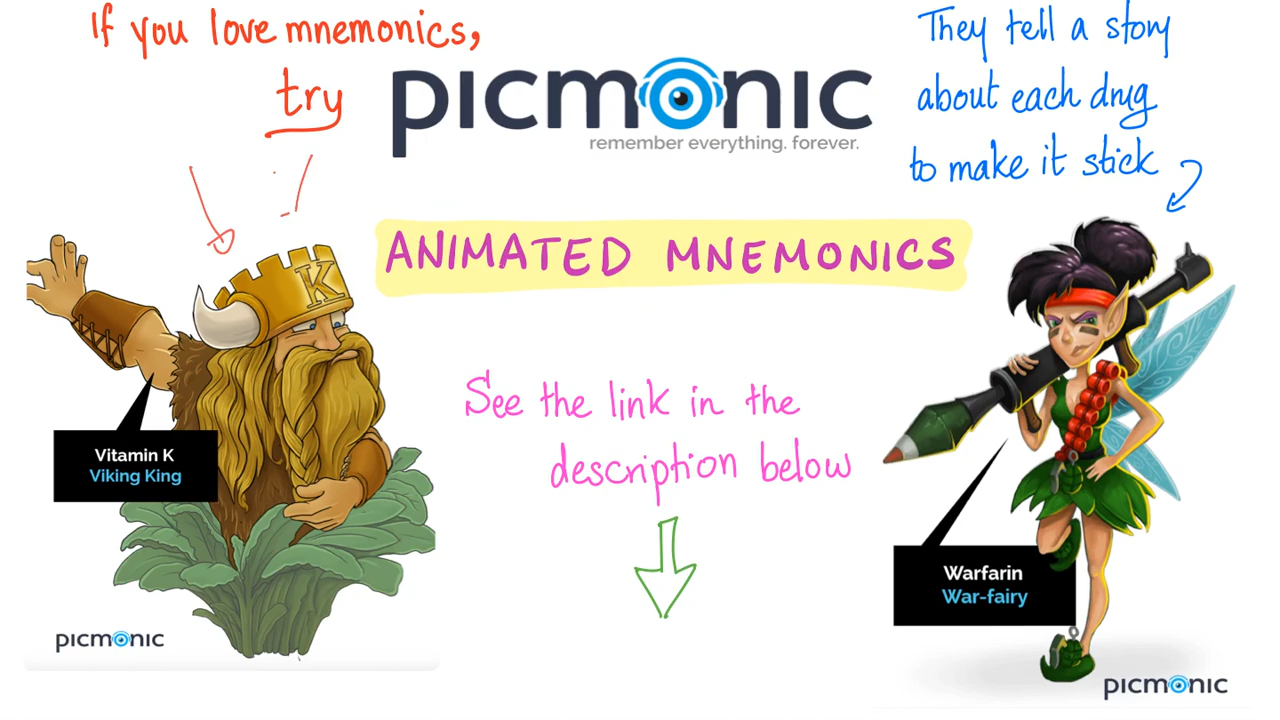 If you love mnemonics,
try
picmonic
remember everything. forever.
They tell a story
about each drug
to make it stick
ANIMATED MNEMONICS
K
See the link in the
description below
Vitamin K
Viking King
Warfarin
War-fairy
picmonic
picmonic